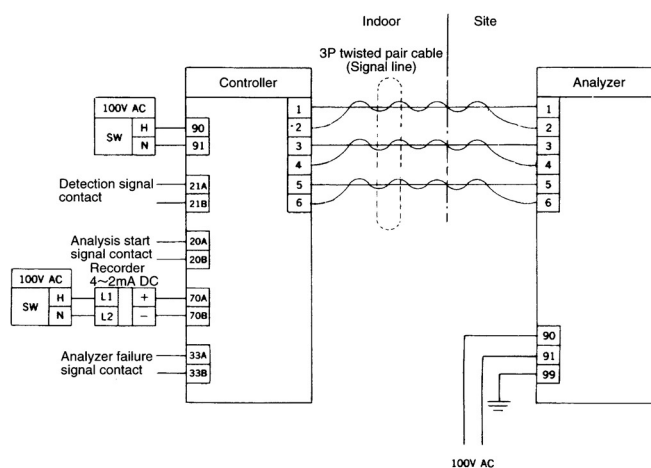 Indoor
Site
3P twisted pair cable
(Signal line)
Controller
Analyzer
100V AC
SW
H
N
90
91
Detection signal
contact
21A
21B
Analysis start
signal contact
20A
20B
Recorder
4~2mA DC
100V AC
SW
H
N
L1
L2
+
−
70A
70B
Analyzer failure
signal contact
33A
33B
1
2
3
4
5
6
1
2
3
4
5
6
90
91
99
100V AC